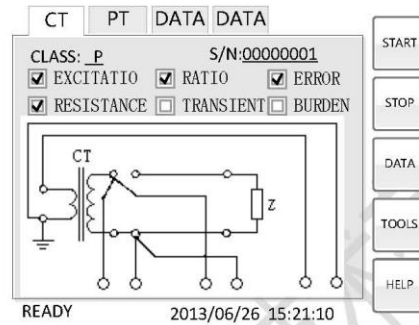 CT PT DATA DATA
CLASS: P S/N:00000001
EXCITATIO RATIO ERROR
RESISTANCE TRANSIENT BURDEN
CT
Z
READY 2013/06/26 15:21:10
START
STOP
DATA
TOOLS
HELP